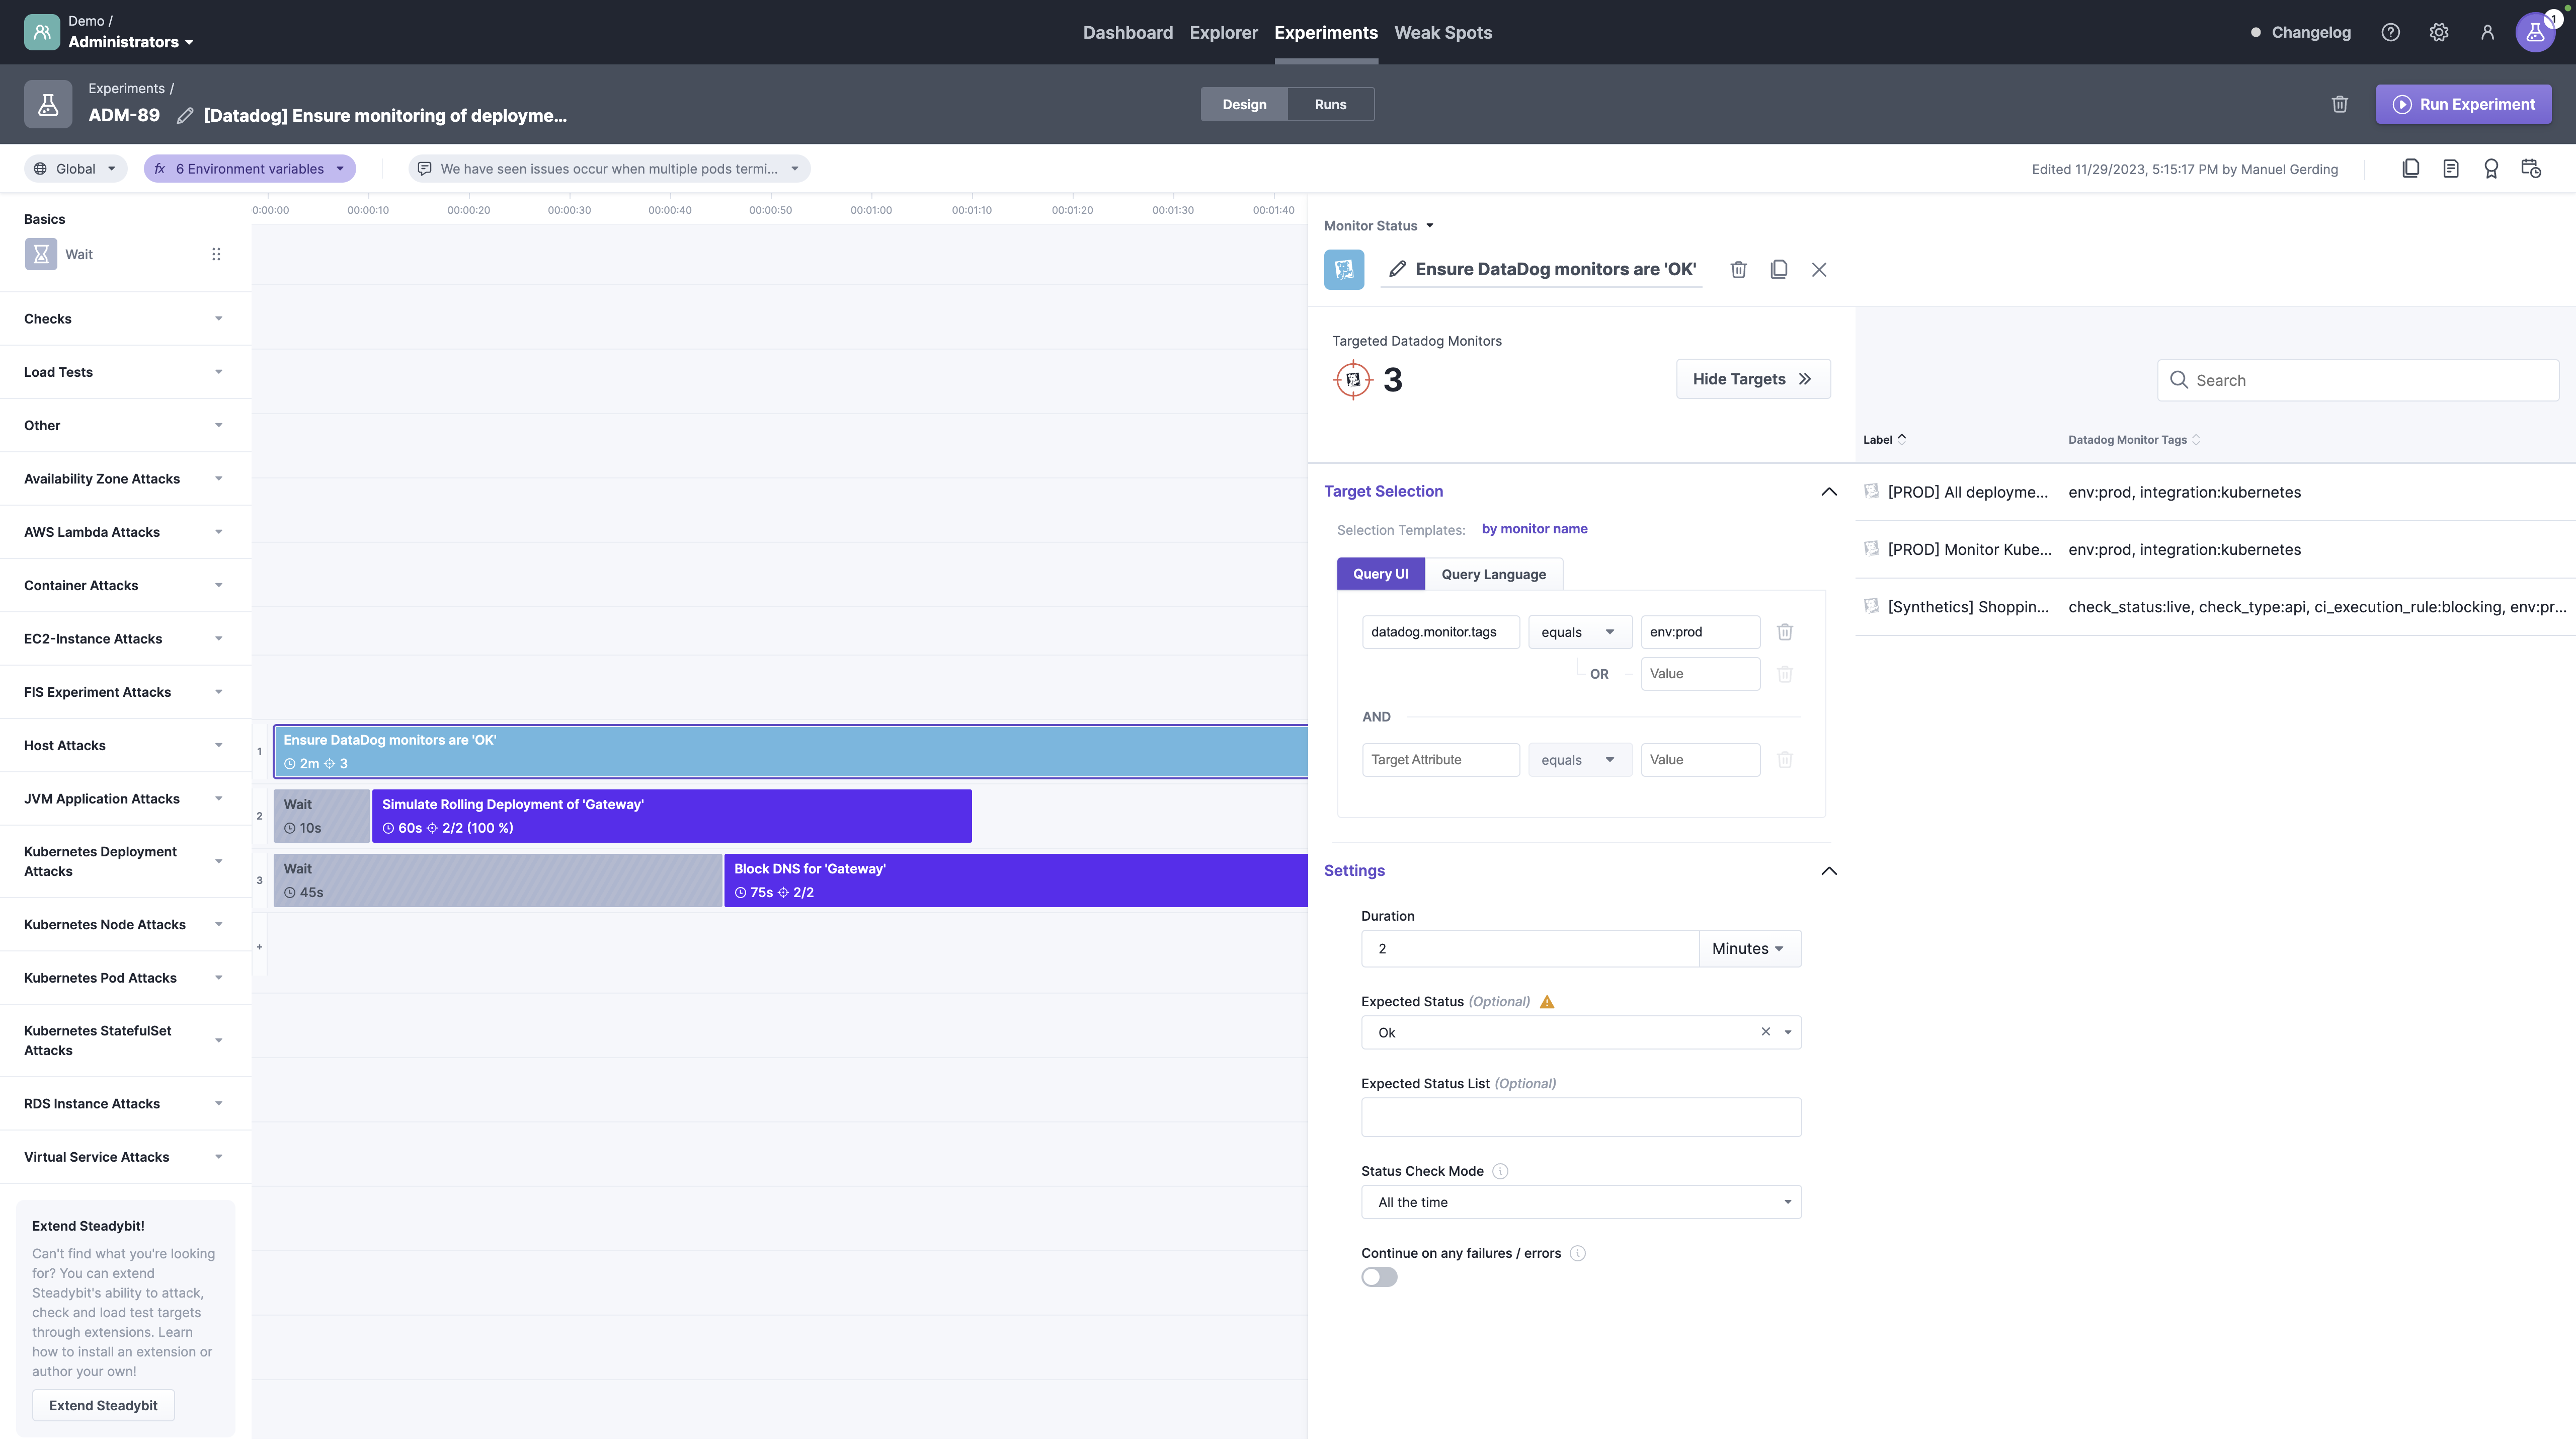 Demo /
Administrators
Dashboard Explorer Experiments Weak Spots
Changelog
1
Experiments /
ADM-89 [Datadog] Ensure monitoring of deployme...
Design Runs
Run Experiment
Global
fx 6 Environment variables
We have seen issues occur when multiple pods termi...
Edited 11/29/2023, 5:15:17 PM by Manuel Gerding
Basics
Wait
Checks
Load Tests
Other
Availability Zone Attacks
AWS Lambda Attacks
Container Attacks
EC2-Instance Attacks
FIS Experiment Attacks
Host Attacks
JVM Application Attacks
Kubernetes Deployment
Attacks
Kubernetes Node Attacks
Kubernetes Pod Attacks
Kubernetes StatefulSet
Attacks
RDS Instance Attacks
Virtual Service Attacks
Extend Steadybit!
Can't find what you're looking
for? You can extend
Steadybit's ability to attack,
check and load test targets
through extensions. Learn
how to install an extension or
author your own!
Extend Steadybit
0:00:00 00:00:10 00:00:20 00:00:30 00:00:40 00:00:50 00:01:00 00:01:10 00:01:20 00:01:30 00:01:40
1
Ensure DataDog monitors are 'OK'
2m 3
2
Wait
10s
Simulate Rolling Deployment of 'Gateway'
60s 2/2 (100 %)
3
Wait
45s
Block DNS for 'Gateway'
75s 2/2
+
Monitor Status
Ensure DataDog monitors are 'OK'
Targeted Datadog Monitors
3
Hide Targets
Target Selection
Selection Templates: by monitor name
Query UI Query Language
datadog.monitor.tags equals env:prod
OR Value
AND
Target Attribute equals Value
Settings
Duration
2 Minutes
Expected Status (Optional)
Ok
Expected Status List (Optional)
Status Check Mode
All the time
Continue on any failures / errors
Search
Label Datadog Monitor Tags
[PROD] All deployme... env:prod, integration:kubernetes
[PROD] Monitor Kube... env:prod, integration:kubernetes
[Synthetics] Shoppin... check_status:live, check_type:api, ci_execution_rule:blocking, env:pr...